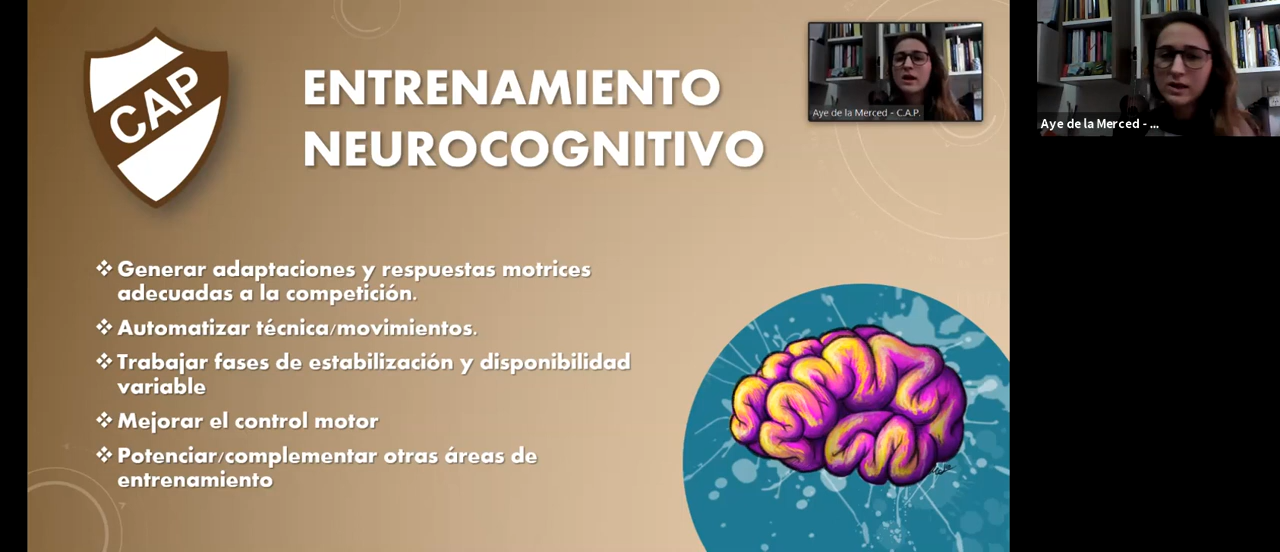 CAP
ENTRENAMIENTO
NEUROCOGNITIVO
Aye de la Merced - C.A.P.
Aye de la Merced - ...
❖ Generar adaptaciones y respuestas motrices
adecuadas a la competición.
❖ Automatizar técnica/movimientos.
❖ Trabajar fases de estabilización y disponibilidad
variable
❖ Mejorar el control motor
❖ Potenciar/complementar otras áreas de
entrenamiento